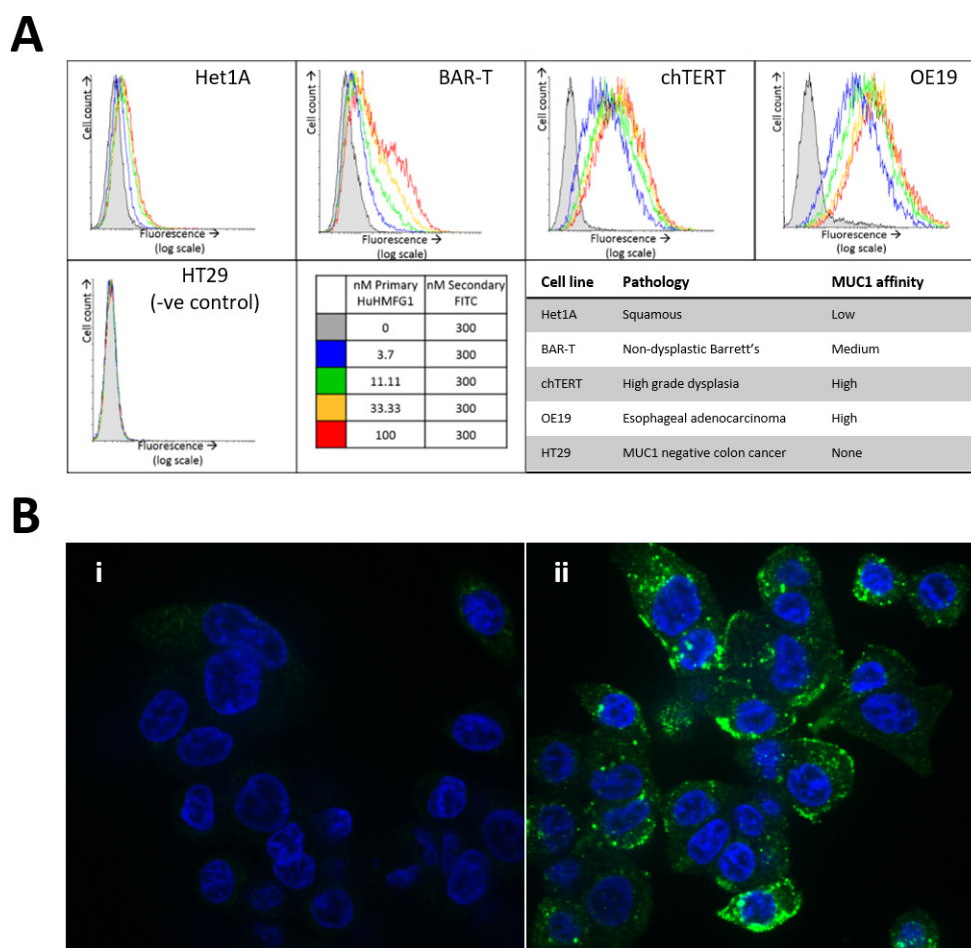 A
Het1A
Cell count →
Fluorescence →
(log scale)
BAR-T
Cell count →
Fluorescence →
(log scale)
chTERT
Cell count →
Fluorescence →
(log scale)
OE19
Cell count →
Fluorescence →
(log scale)
HT29
(-ve control)
Cell count →
Fluorescence →
(log scale)
nM Primary HuHMFG1 nM Secondary FITC
0 300
3.7 300
11.11 300
33.33 300
100 300
Cell line Pathology MUC1 affinity
Het1A Squamous Low
BAR-T Non-dysplastic Barrett's Medium
chTERT High grade dysplasia High
OE19 Esophageal adenocarcinoma High
HT29 MUC1 negative colon cancer None
B
i
ii